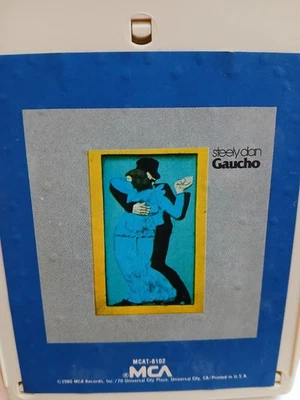 steely dan
Gaucho
MCAT-6102
MCA
©1980 MCA Records, Inc./70 Universal City Plaza, Universal City, CA/Printed in U.S.A.